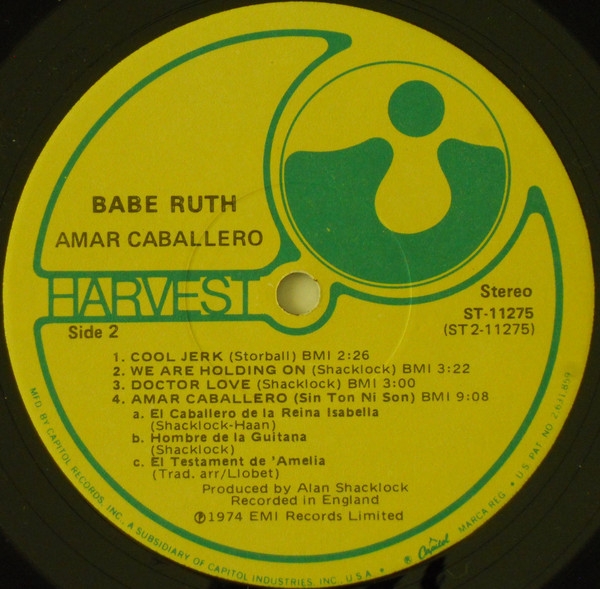 BABE RUTH
AMAR CABALLERO
HARVEST
Stereo
ST-11275
(ST 2-11275)
Side 2
1. COOL JERK (Storball) BMI 2:26
2. WE ARE HOLDING ON (Shacklock) BMI 3:22
3. DOCTOR LOVE (Shacklock) BMI 3:00
4. AMAR CABALLERO (Sin Ton Ni Son) BMI 9:08
a. El Caballero de la Reina Isabella
(Shacklock-Haan)
b. Hombre de la Guitana
(Shacklock)
c. El Testament de 'Amelia
(Trad. arr/Llobet)
Produced by Alan Shacklock
Recorded in England
Ⓟ1974 EMI Records Limited
MFD. BY CAPITOL RECORDS, INC., A SUBSIDIARY OF CAPITOL INDUSTRIES, INC., U.S.A. • ® Capitol MARCA REG. • U.S. PAT. NO. 2,631,859